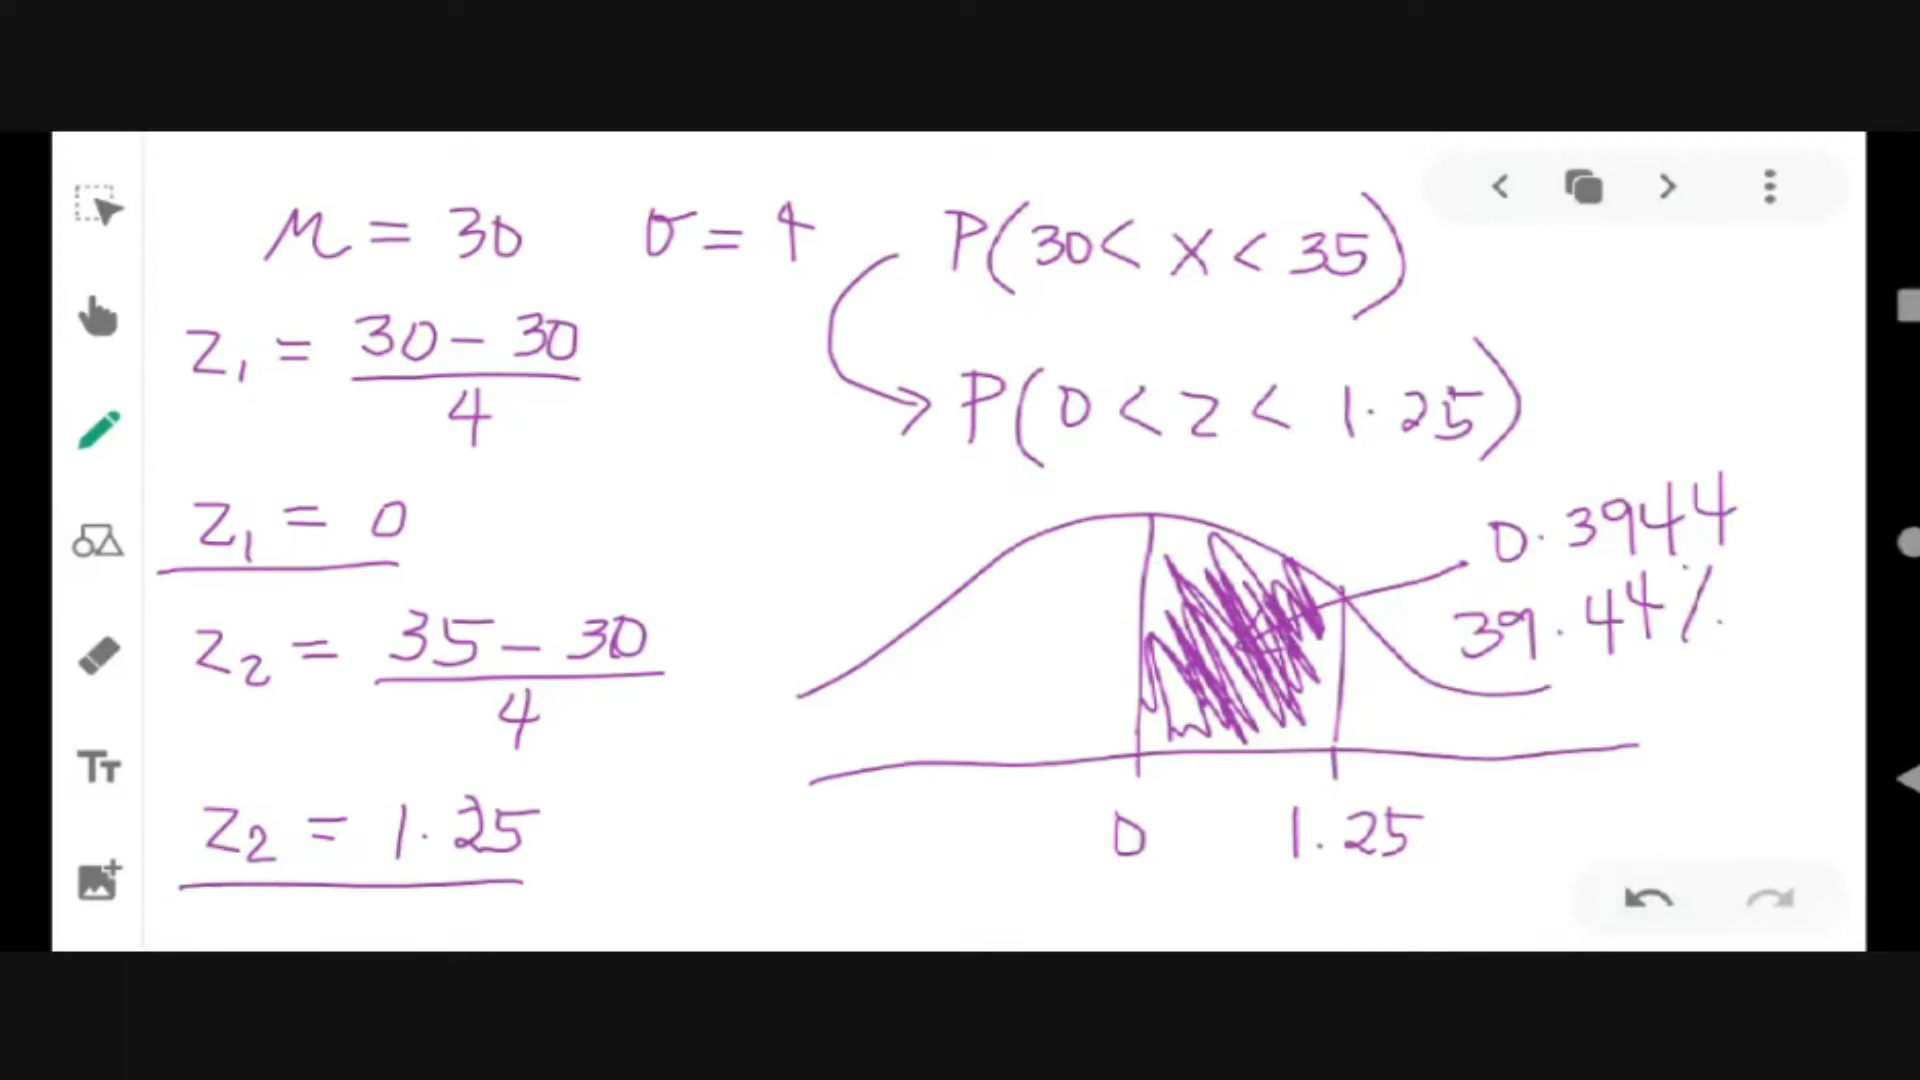 μ = 30 σ = 4 P(30 < x < 35)
z₁ = (30 - 30)/4
P(0 < z < 1.25)
z₁ = 0
z₂ = (35 - 30)/4
z₂ = 1.25
0.3944
39.44%
0 1.25
Tт